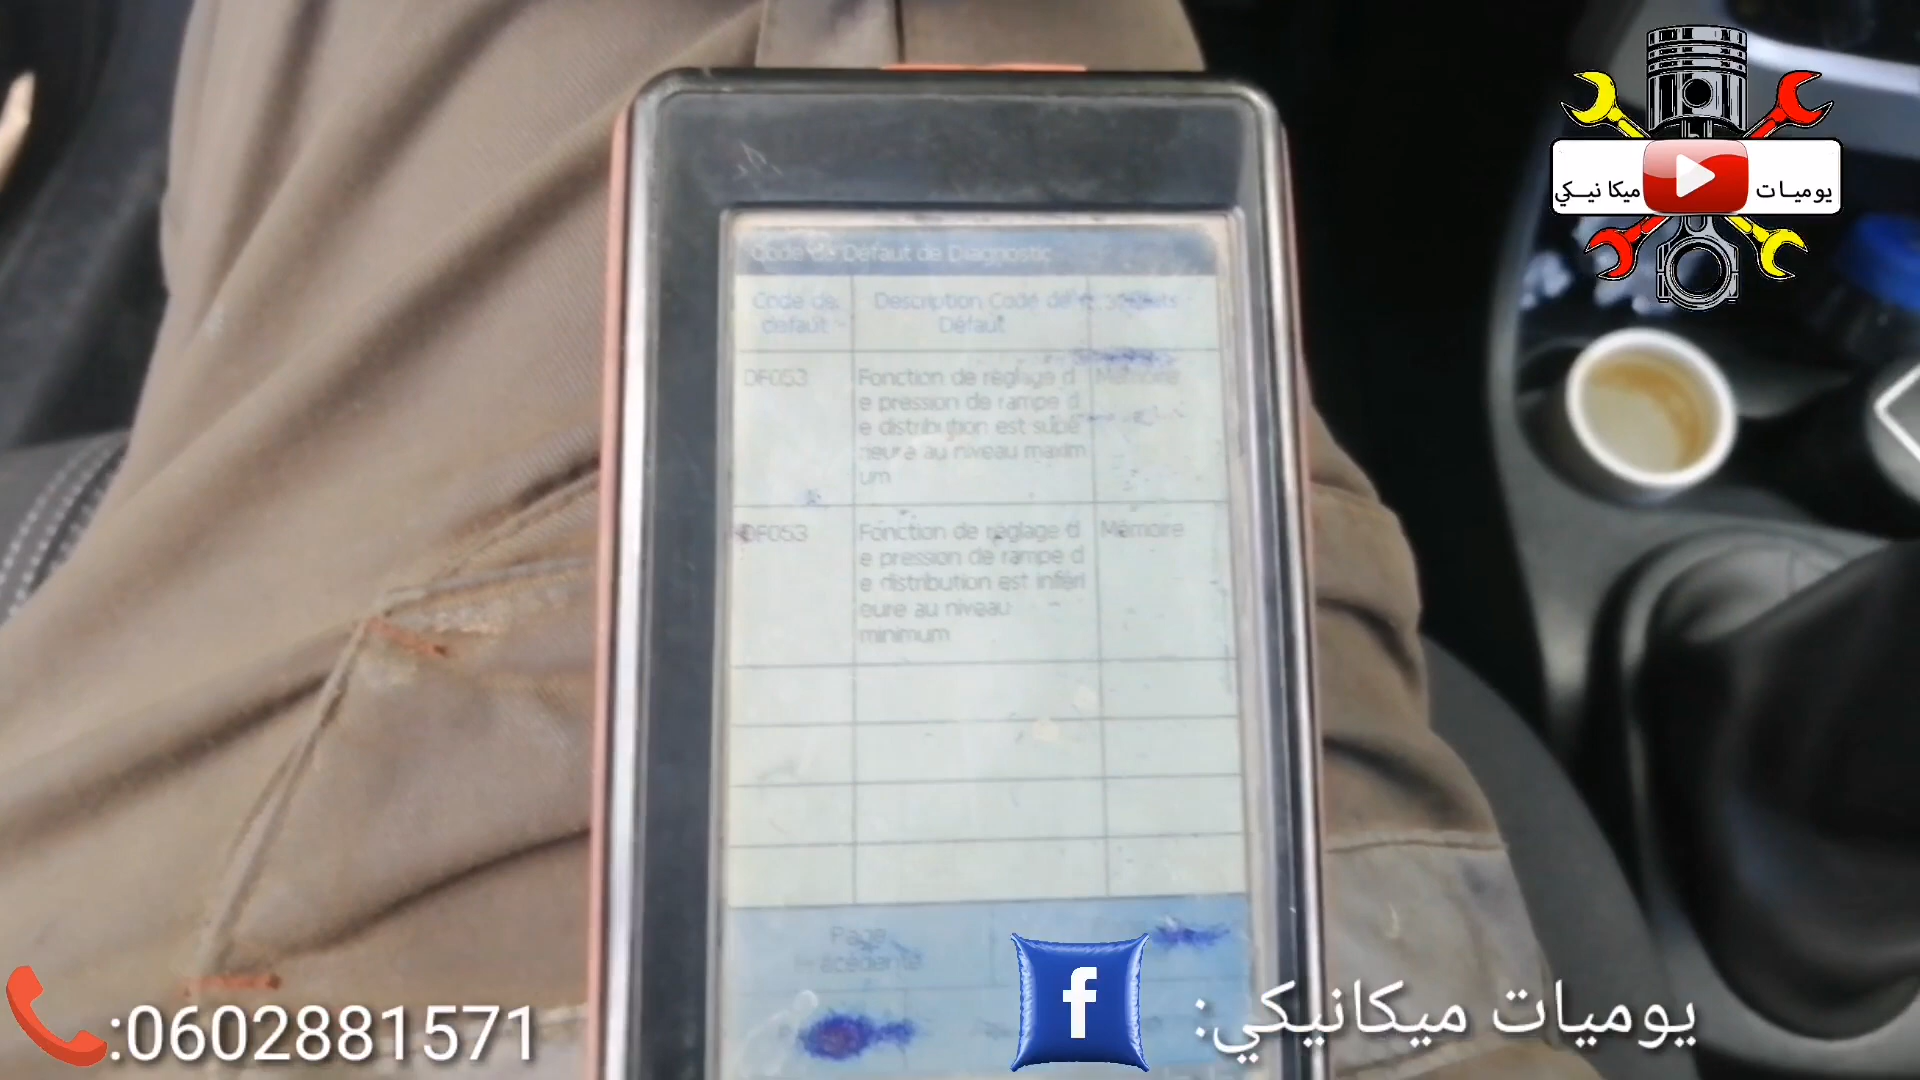 يوميات ميكانيكي
Code de Défaut de Diagnostic
Code de
défaut
Description Code de
Défaut
DF053
Fonction de réglage d
e pression de rampe d
e distribution est supé
rieure au niveau maxim
um
Mémoire
DF053
Fonction de réglage d
e pression de rampe d
e distribution est inféri
eure au niveau
minimum
Mémoire
Page
Précédente
:0602881571
f
يوميات ميكانيكي: